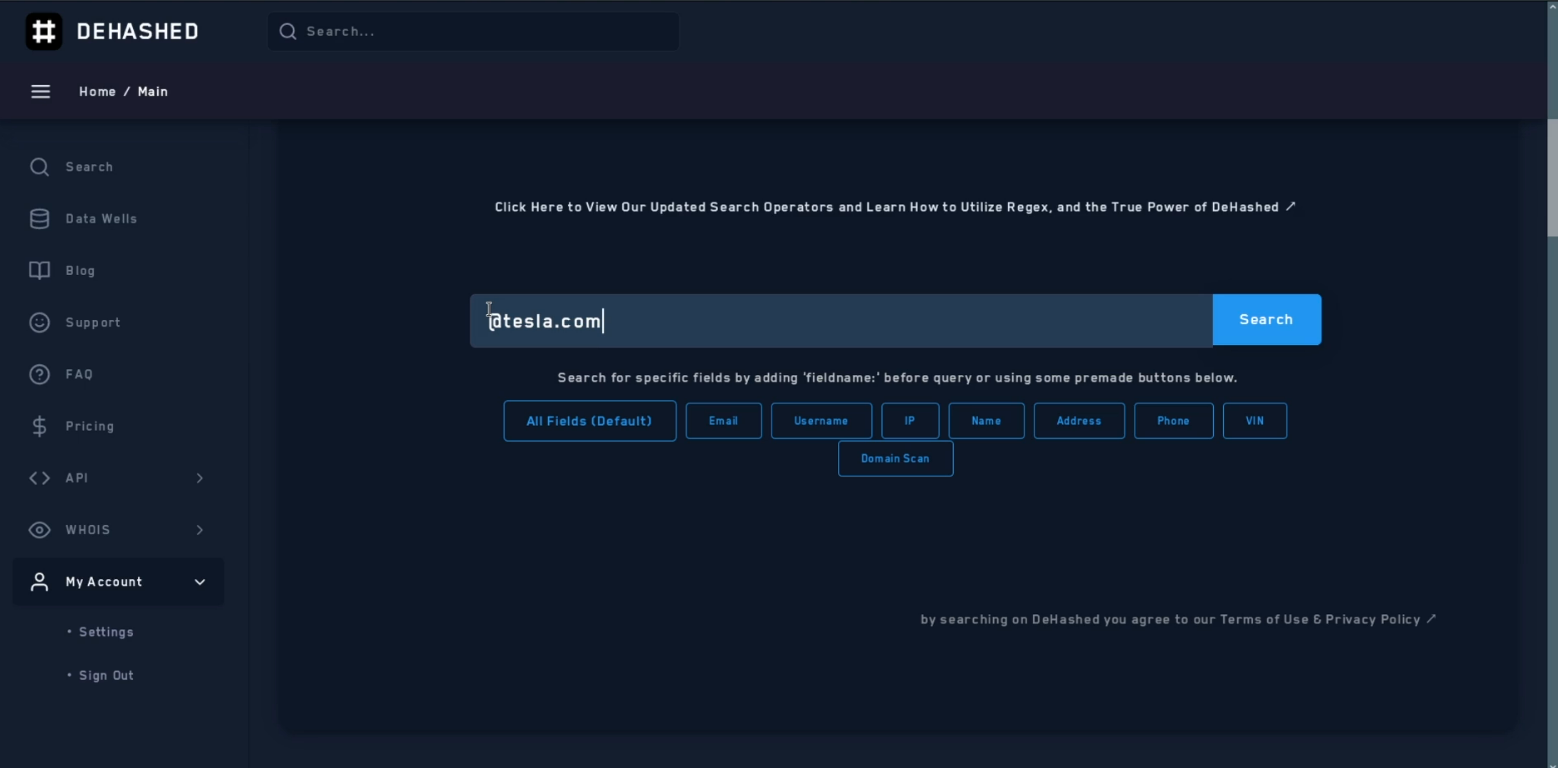 DEHASHED
Search...
Home / Main
Search
Data Wells
Blog
Support
FAQ
Pricing
API
WHOIS
My Account
• Settings
• Sign Out
Click Here to View Our Updated Search Operators and Learn How to Utilize Regex, and the True Power of DeHashed
@tesla.com
Search
Search for specific fields by adding 'fieldname:' before query or using some premade buttons below.
All Fields (Default) Email Username IP Name Address Phone VIN
Domain Scan
by searching on DeHashed you agree to our Terms of Use & Privacy Policy